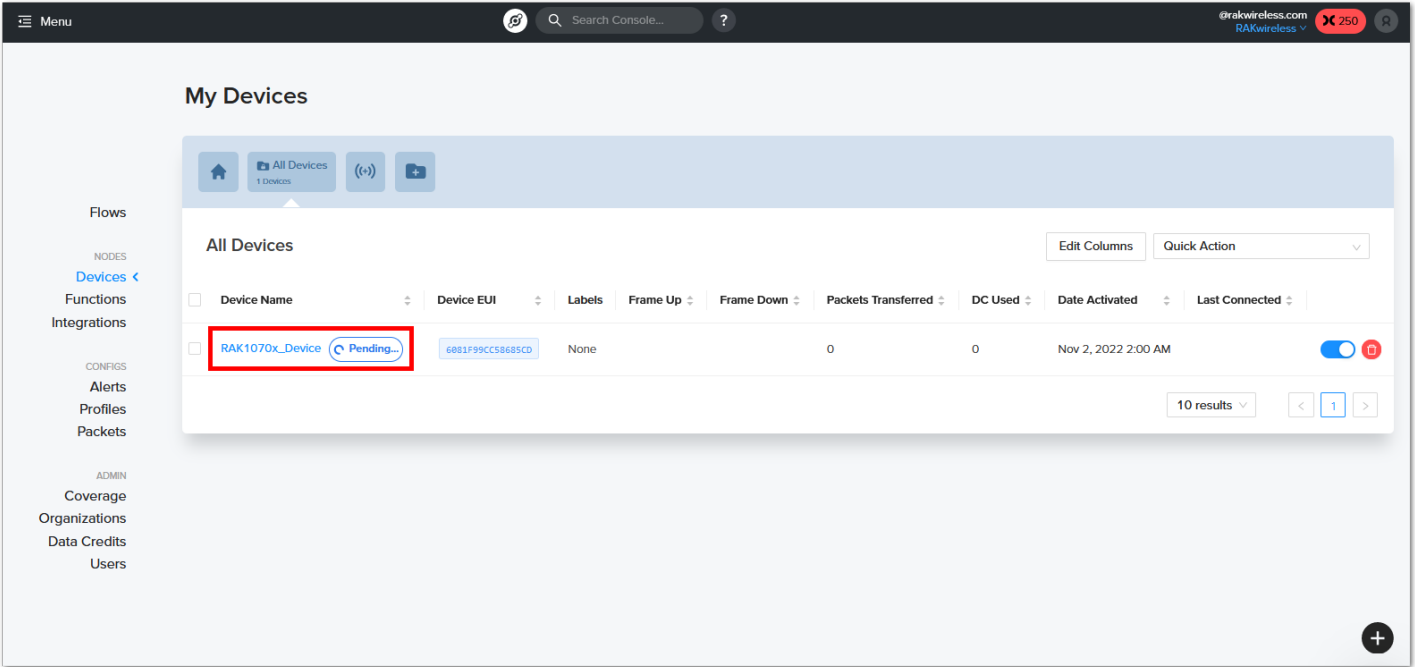 Menu
Search Console...
?
@rakwireless.com
RAKwireless
250
My Devices
All Devices
1 Devices
Flows
NODES
Devices
Functions
Integrations
CONFIGS
Alerts
Profiles
Packets
ADMIN
Coverage
Organizations
Data Credits
Users
All Devices
Edit Columns
Quick Action
Device Name
Device EUI
Labels
Frame Up
Frame Down
Packets Transferred
DC Used
Date Activated
Last Connected
RAK1070x_Device
Pending...
6081F99CC58685CD
None
0
0
Nov 2, 2022 2:00 AM
10 results
<
1
>